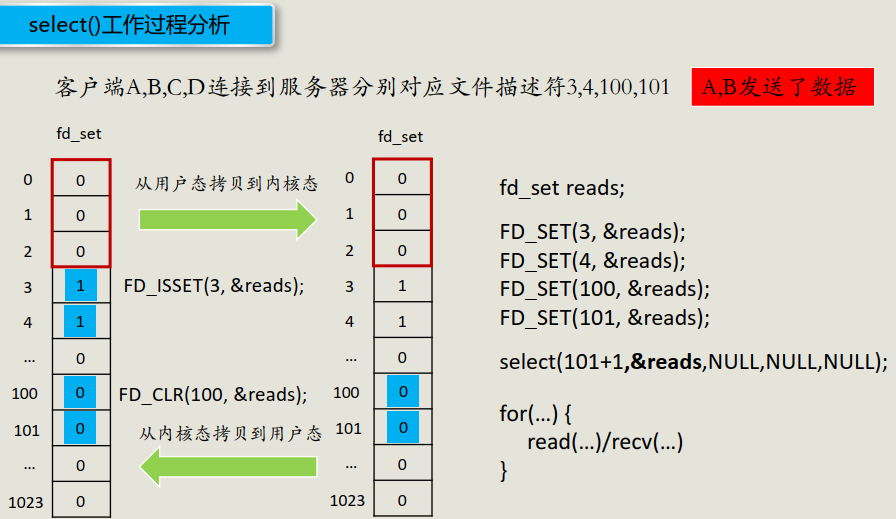 select()工作过程分析
客户端A,B,C,D连接到服务器分别对应文件描述符3,4,100,101
A,B发送了数据
fd_set
0 0
1 0
2 0
3 1
4 1
... 0
100 0
101 0
... 0
1023 0
从用户态拷贝到内核态
FD_ISSET(3, &reads);
FD_CLR(100, &reads);
从内核态拷贝到用户态
fd_set
0 0
1 0
2 0
3 1
4 1
... 0
100 0
101 0
... 0
1023 0
fd_set reads;
FD_SET(3, &reads);
FD_SET(4, &reads);
FD_SET(100, &reads);
FD_SET(101, &reads);
select(101+1,&reads,NULL,NULL,NULL);
for(...) {
read(...)/recv(...)
}